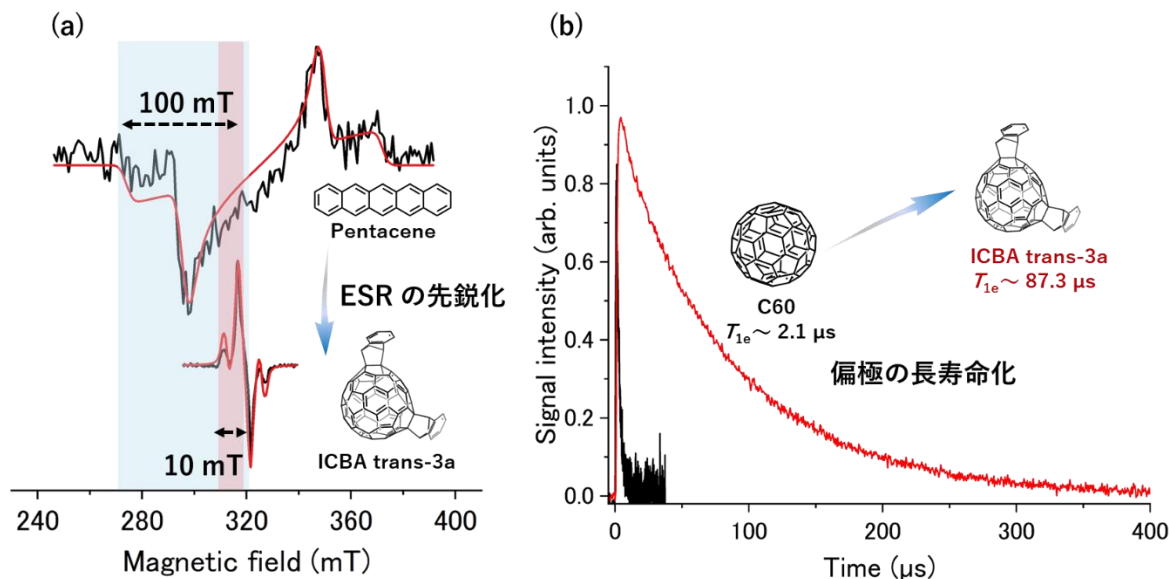 (a)
100 mT
Pentacene
ESR の先鋭化
10 mT
ICBA trans-3a
240
280
320
360
400
Magnetic field (mT)
(b)
Signal intensity (arb. units)
1.0
0.8
0.6
0.4
0.2
0.0
C60
T1e～ 2.1 μs
ICBA trans-3a
T1e～ 87.3 μs
偏極の長寿命化
0
100
200
300
400
Time (μs)